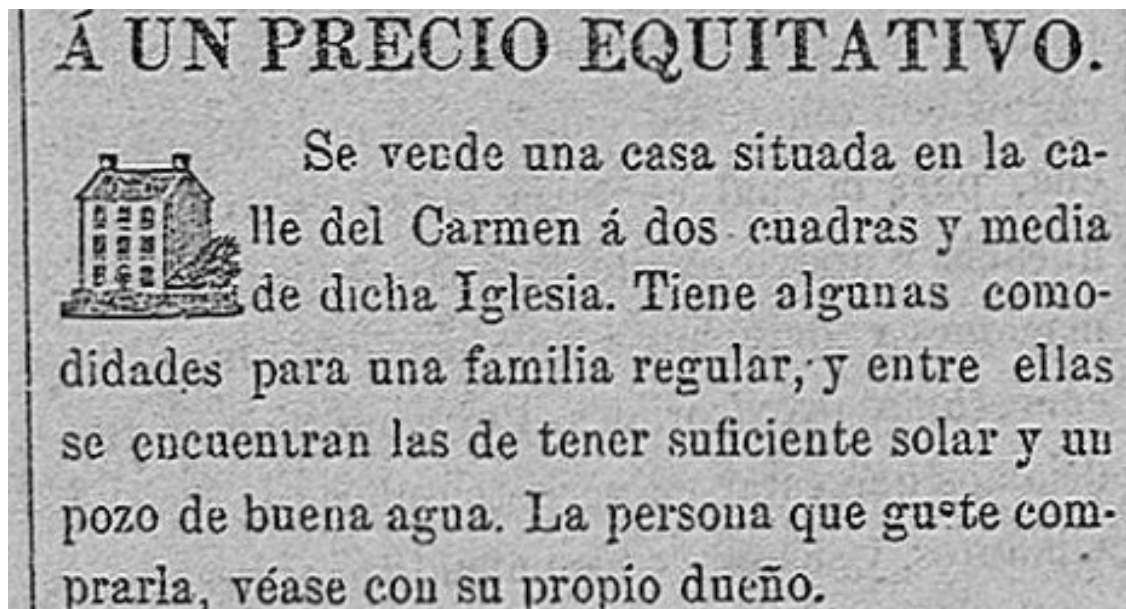 Á UN PRECIO EQUITATIVO.
Se vende una casa situada en la ca-
lle del Carmen á dos cuadras y media
de dicha Iglesia. Tiene algunas como-
didades para una familia regular, y entre ellas
se encuentran las de tener suficiente solar y un
pozo de buena agua. La persona que guste com-
prarla, véase con su propio dueño.